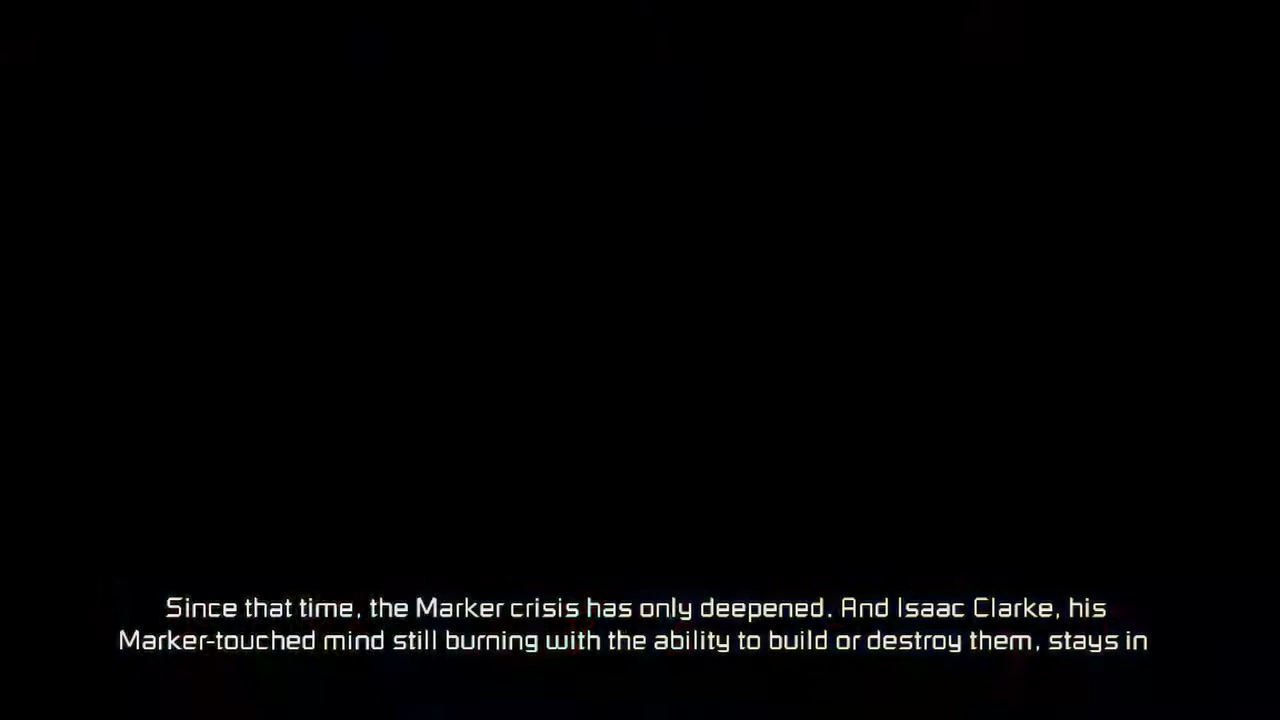 Since that time, the Marker crisis has only deepened. And Isaac Clarke, his
Marker-touched mind still burning with the ability to build or destroy them, stays in